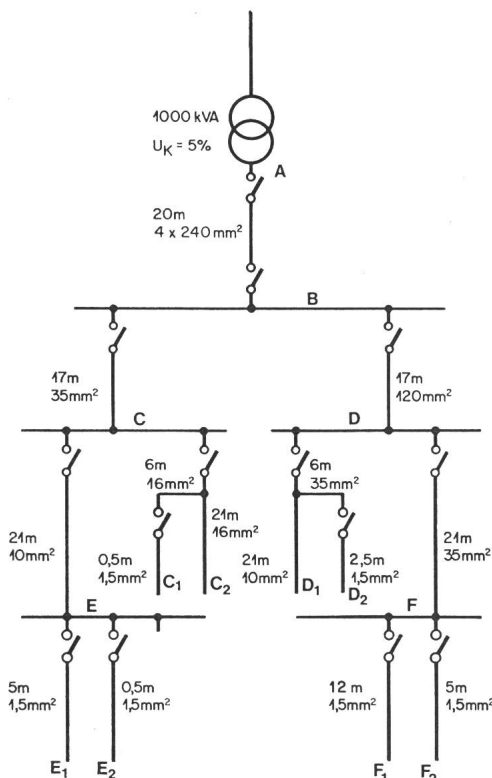 1000 kVA
U_K = 5%
A
20m
4 x 240mm²
B
17m
35mm²
17m
120mm²
C
D
6m
16mm²
6m
35mm²
21m
10mm²
21m
16mm²
21m
10mm²
21m
35mm²
0,5m
1,5mm²
2,5m
1,5mm²
C₁
C₂
D₁
D₂
E
F
5m
1,5mm²
0,5m
1,5mm²
12 m
1,5mm²
5m
1,5mm²
E₁
E₂
F₁
F₂